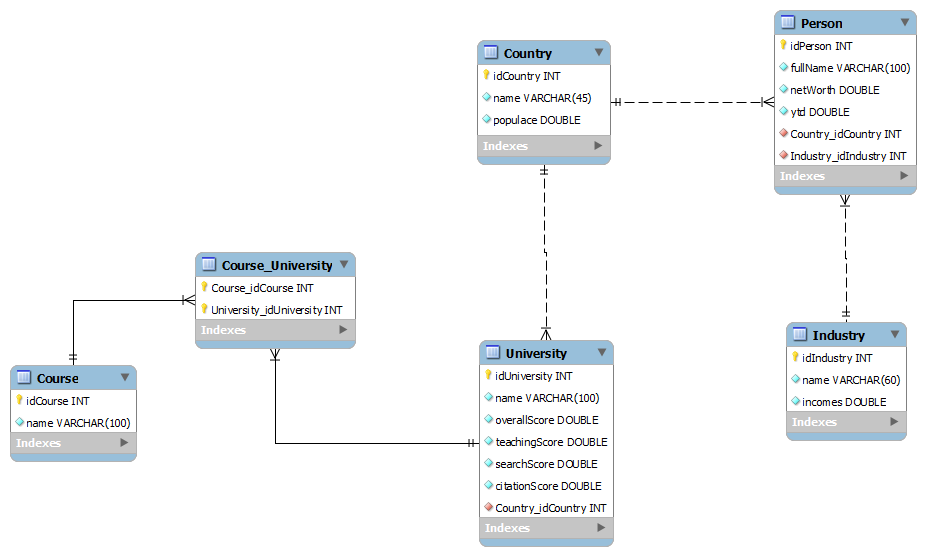 Person
idPerson INT
fullName VARCHAR(100)
netWorth DOUBLE
ytd DOUBLE
Country_idCountry INT
Industry_idIndustry INT
Indexes
Country
idCountry INT
name VARCHAR(45)
populace DOUBLE
Indexes
Course_University
Course_idCourse INT
University_idUniversity INT
Indexes
Industry
idIndustry INT
name VARCHAR(60)
incomes DOUBLE
Indexes
University
idUniversity INT
name VARCHAR(100)
overallScore DOUBLE
teachingScore DOUBLE
searchScore DOUBLE
citationScore DOUBLE
Country_idCountry INT
Indexes
Course
idCourse INT
name VARCHAR(100)
Indexes